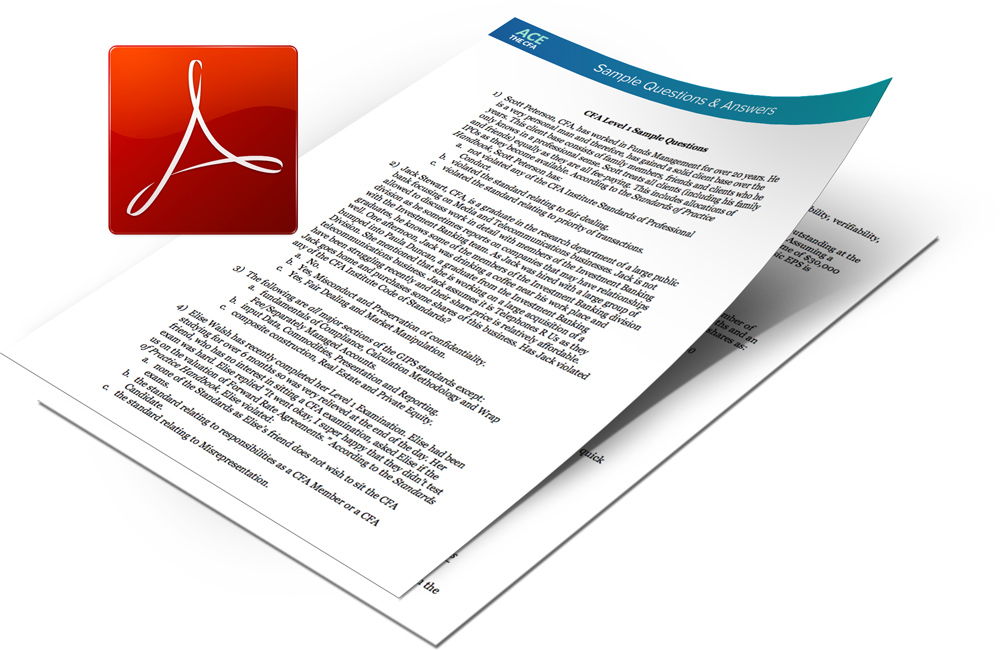 ACE
THE CFA
Sample Questions & Answers
CFA Level 1 Sample Questions
1) Scott Peterson, CFA, has worked in Funds Management for over 20 years. He
is a very personal man and therefore, has gained a solid client base over the
years. This client base consists of family members, friends and clients who he
only knows in a professional sense. Scott treats all clients (including his family
and friends) equally as they are all fee-paying. This includes allocations of
IPOs as they become available. According to the Standards of Practice
Handbook, Scott Peterson has:
a. not violated any of the CFA Institute Standards of Professional
Conduct.
b. violated the standard relating to fair dealing.
c. violated the standard relating to priority of transactions.
2) Jack Stewart, CFA, is a graduate in the research department of a large public
bank focusing on Media and Telecommunications businesses. Jack is not
allowed to discuss work in detail with members of the Investment Banking
division as he sometimes reports on companies that have relationships
with the Investment Banking team. As Jack was hired with a large group of
graduates, he knows some of the members of the Investment Banking division
well. One afternoon, Jack was drinking a coffee near his work place and
bumped into Paula Duncan, a graduate from the Investment Banking
Division. She mentioned that she is working on a large acquisition of a
telecommunications business. Jack assumes it is Telephones R Us as they
have been struggling recently and their share price is relatively affordable.
Jack goes home and purchases some shares of this business. Has Jack violated
any of the CFA Institute Code of Standards?
a. No.
b. Yes, Misconduct and Preservation of confidentiality.
c. Yes, Fair Dealing and Market Manipulation.
3) The following are all major sections of the GIPS standards except:
a. fundamentals of Compliance, Calculation Methodology and Wrap
Fee/Separately Managed Accounts.
b. Input Data, Commodities, Presentation and Reporting.
c. composite construction, Real Estate and Private Equity.
4) Elise Walsh has recently completed her Level 1 Examination. Elise had been
studying for over 6 months so was very relieved at the end of the day. Her
friend, who has no interest in sitting a CFA examination, asked Elise if the
exam was hard. Elise replied "It went okay, I super happy that they didn't test
us on the valuation of Forward Rate Agreements." According to the Standards
of Practice Handbook, Elise violated:
a. none of the Standards as Elise's friend does not wish to sit the CFA
exams.
b. the standard relating to responsibilities as a CFA Member or a CFA
Candidate.
c. the standard relating to Misrepresentation.
verifiability,
outstanding at the
Assuming a
of $30,000
EPS is
of
and an
shares as:
quick
the